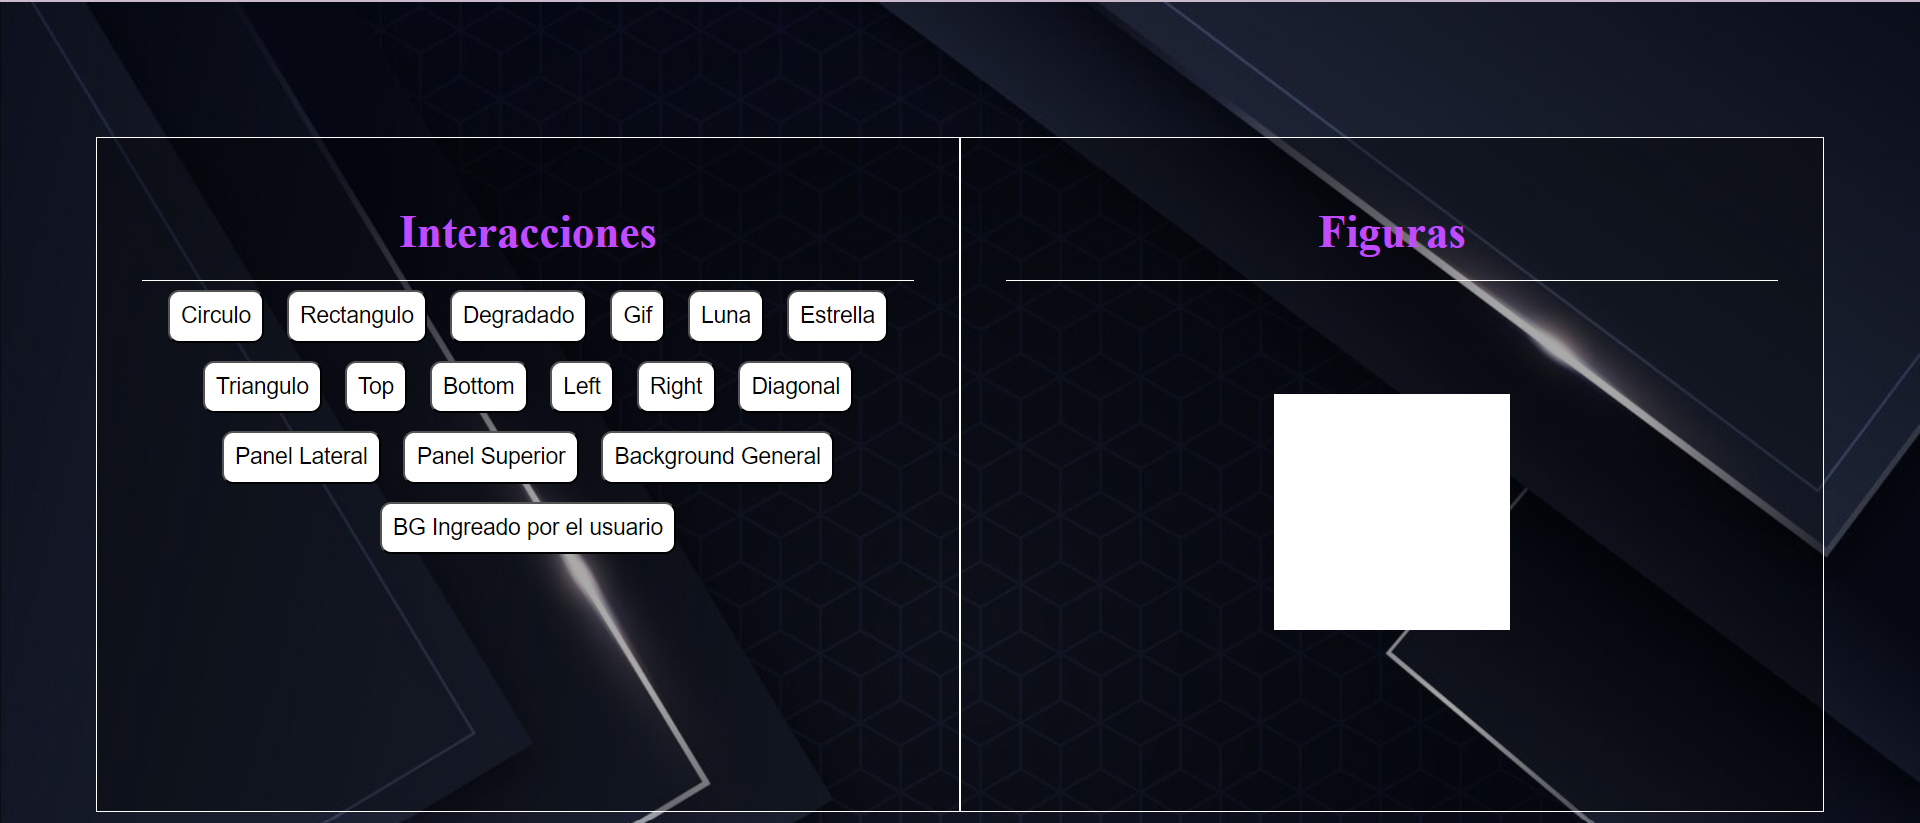 Interacciones
Circulo Rectangulo Degradado Gif Luna Estrella
Triangulo Top Bottom Left Right Diagonal
Panel Lateral Panel Superior Background General
BG Ingreado por el usuario
Figuras